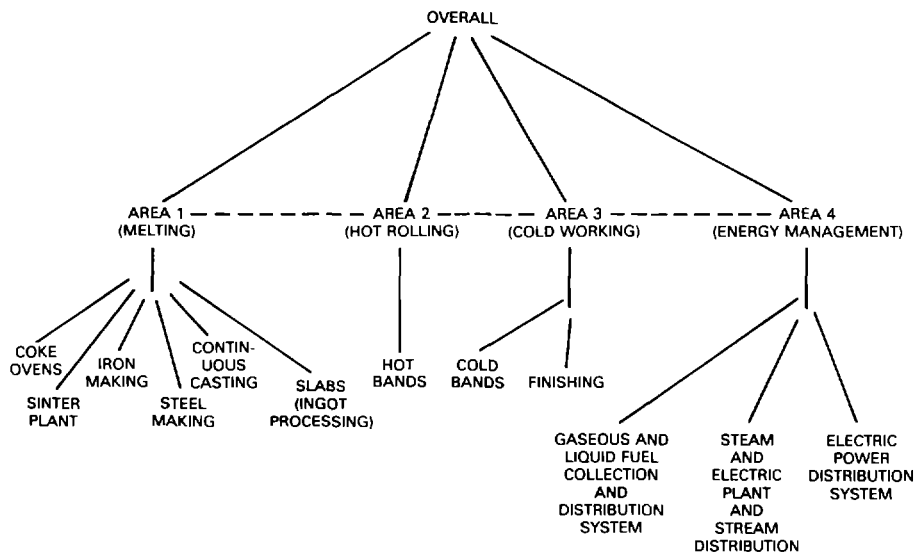 OVERALL
AREA 1
(MELTING)
AREA 2
(HOT ROLLING)
AREA 3
(COLD WORKING)
AREA 4
(ENERGY MANAGEMENT)
COKE
OVENS
SINTER
PLANT
IRON
MAKING
STEEL
MAKING
CONTIN-
UOUS
CASTING
SLABS
(INGOT
PROCESSING)
HOT
BANDS
COLD
BANDS
FINISHING
GASEOUS AND
LIQUID FUEL
COLLECTION
AND
DISTRIBUTION
SYSTEM
STEAM
AND
ELECTRIC
PLANT
AND
STREAM
DISTRIBUTION
ELECTRIC
POWER
DISTRIBUTION
SYSTEM